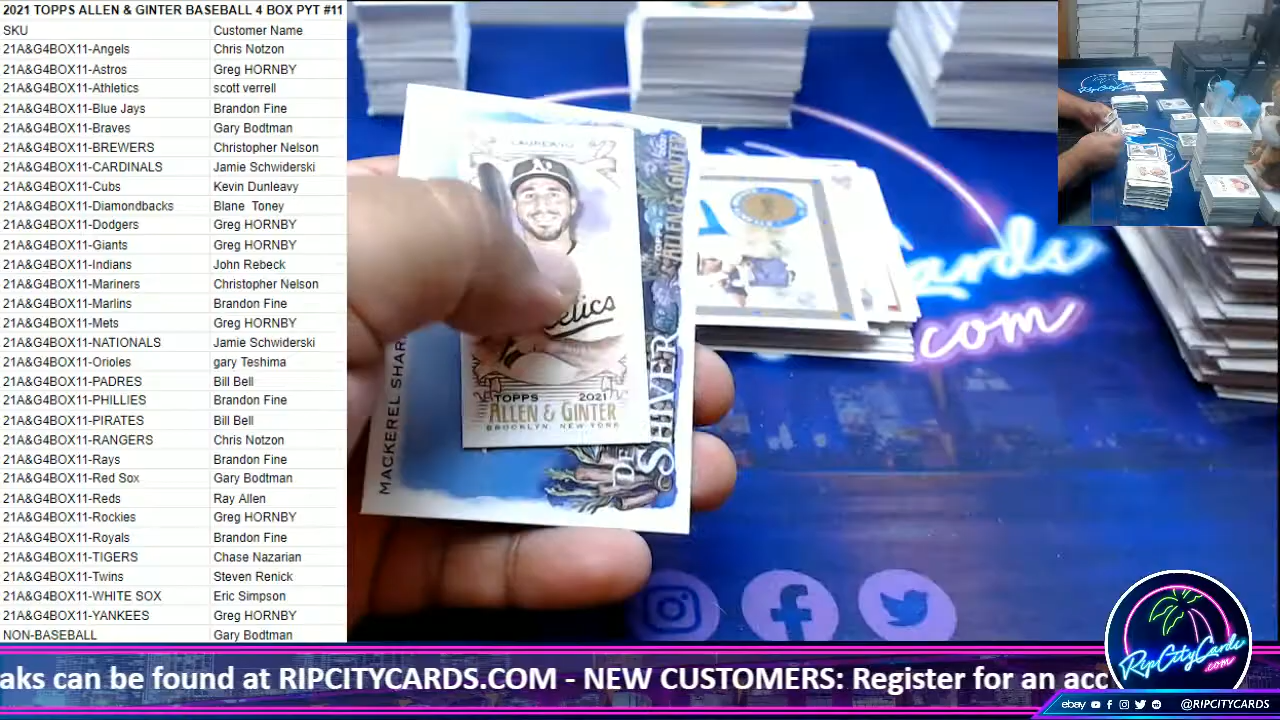 2021 TOPPS ALLEN & GINTER BASEBALL 4 BOX PYT #11
SKU Customer Name
21A&G4BOX11-Angels Chris Notzon
21A&G4BOX11-Astros Greg HORNBY
21A&G4BOX11-Athletics scott verrell
21A&G4BOX11-Blue Jays Brandon Fine
21A&G4BOX11-Braves Gary Bodtman
21A&G4BOX11-BREWERS Christopher Nelson
21A&G4BOX11-CARDINALS Jamie Schwiderski
21A&G4BOX11-Cubs Kevin Dunleavy
21A&G4BOX11-Diamondbacks Blane Toney
21A&G4BOX11-Dodgers Greg HORNBY
21A&G4BOX11-Giants Greg HORNBY
21A&G4BOX11-Indians John Rebeck
21A&G4BOX11-Mariners Christopher Nelson
21A&G4BOX11-Marlins Brandon Fine
21A&G4BOX11-Mets Greg HORNBY
21A&G4BOX11-NATIONALS Jamie Schwiderski
21A&G4BOX11-Orioles gary Teshima
21A&G4BOX11-PADRES Bill Bell
21A&G4BOX11-PHILLIES Brandon Fine
21A&G4BOX11-PIRATES Bill Bell
21A&G4BOX11-RANGERS Chris Notzon
21A&G4BOX11-Rays Brandon Fine
21A&G4BOX11-Red Sox Gary Bodtman
21A&G4BOX11-Reds Ray Allen
21A&G4BOX11-Rockies Greg HORNBY
21A&G4BOX11-Royals Brandon Fine
21A&G4BOX11-TIGERS Chase Nazarian
21A&G4BOX11-Twins Steven Renick
21A&G4BOX11-WHITE SOX Eric Simpson
21A&G4BOX11-YANKEES Greg HORNBY
NON-BASEBALL Gary Bodtman
LAUREANO
A's
TOPPS 2021
ALLEN & GINTER
BROOKLYN, NEW YORK
MACKEREL SHAR
TOPPS
ALLEN & GINTER
SHIVER
ards
com
aks can be found at RIPCITYCARDS.COM - NEW CUSTOMERS: Register for an acc
RipCityCards
.com
ebay @RIPCITYCARDS